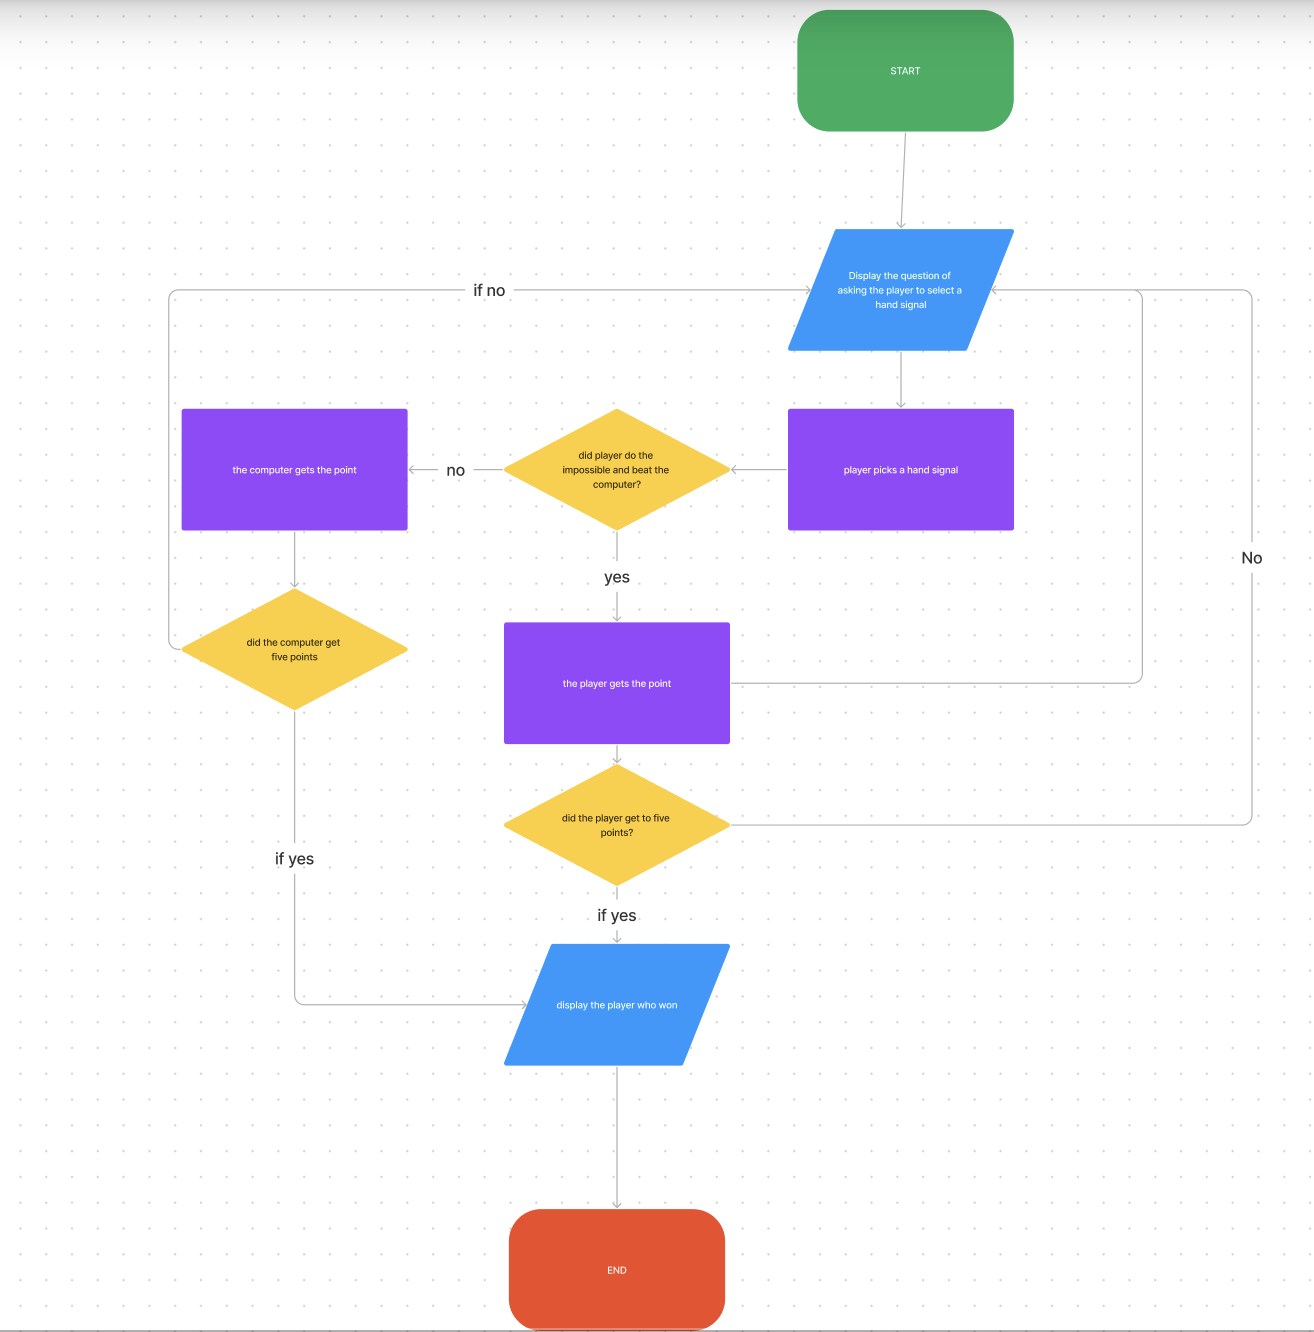 START
Display the question of
asking the player to select a
hand signal
if no
the computer gets the point
no
did player do the
impossible and beat the
computer?
player picks a hand signal
No
yes
did the computer get
five points
the player gets the point
did the player get to five
points?
if yes
if yes
display the player who won
END